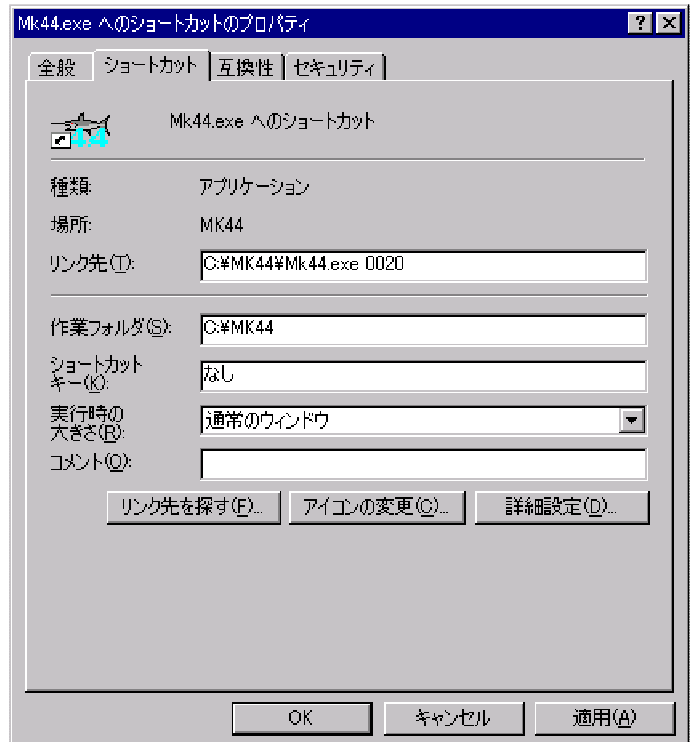 Mk44.exe へのショートカットのプロパティ
全般 ショートカット 互換性 セキュリティ
4.4
Mk44.exe へのショートカット
種類: アプリケーション
場所: MK44
リンク先(T): C:¥MK44¥Mk44.exe 0020
作業フォルダ(S): C:¥MK44
ショートカット
キー(K): なし
実行時の
大きさ(R): 通常のウィンドウ
コメント(O):
リンク先を探す(F)... アイコンの変更(C)... 詳細設定(D)...
OK キャンセル 適用(A)